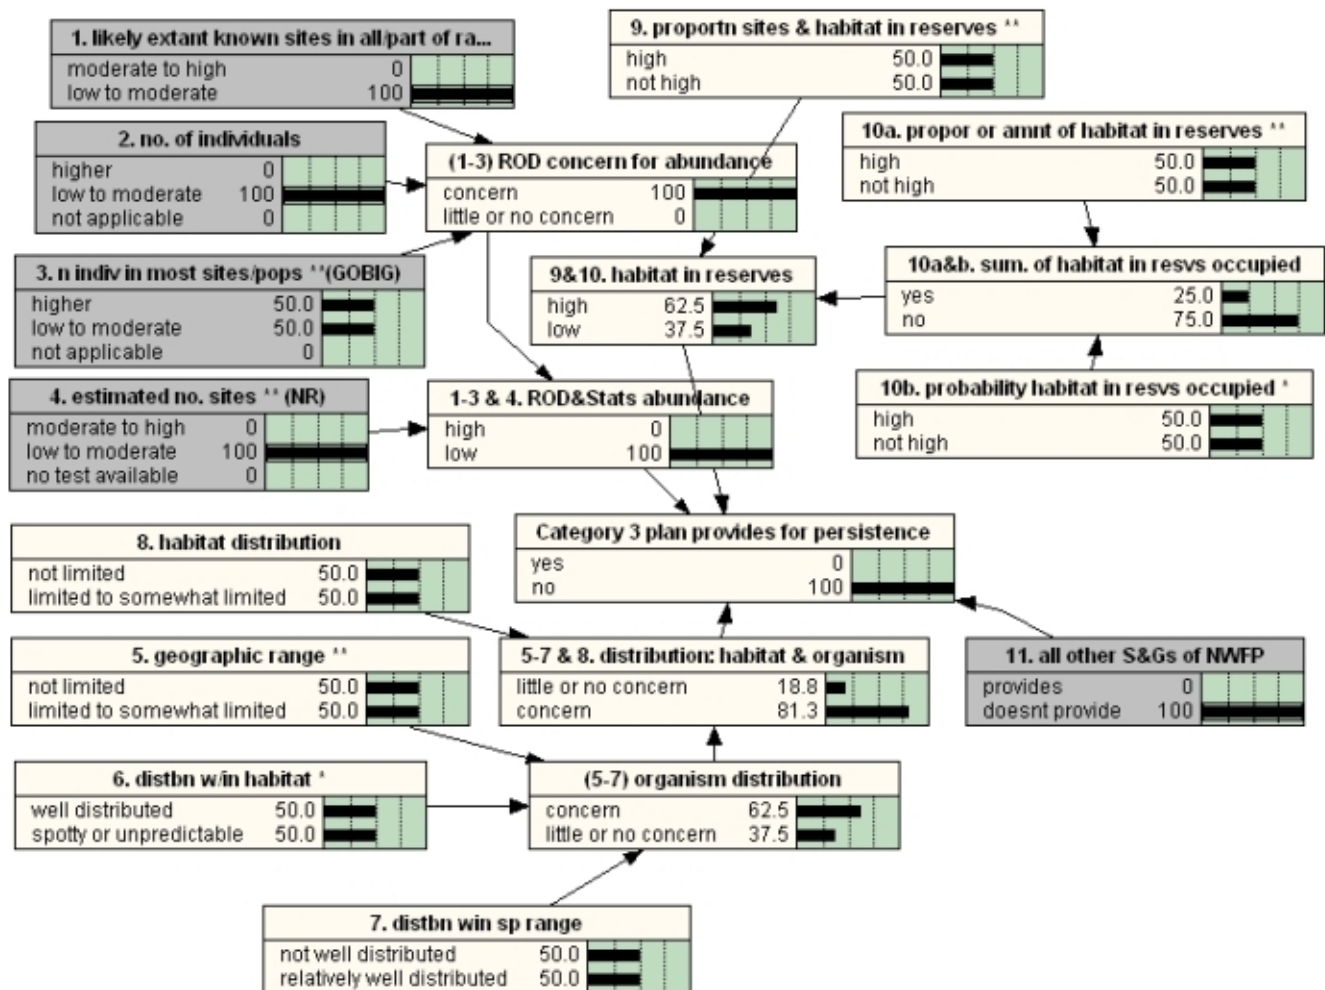 1. likely extant known sites in all/part of ra...
moderate to high 0
low to moderate 100
9. proportn sites & habitat in reserves **
high 50.0
not high 50.0
2. no. of individuals
higher 0
low to moderate 100
not applicable 0
(1-3) ROD concern for abundance
concern 100
little or no concern 0
10a. propor or amnt of habitat in reserves **
high 50.0
not high 50.0
3. n indiv in most sites/pops **(GOBIG)
higher 50.0
low to moderate 50.0
not applicable 0
9&10. habitat in reserves
high 62.5
low 37.5
10a&b. sum. of habitat in resvs occupied
yes 25.0
no 75.0
4. estimated no. sites ** (NR)
moderate to high 0
low to moderate 100
no test available 0
1-3 & 4. ROD&Stats abundance
high 0
low 100
10b. probability habitat in resvs occupied *
high 50.0
not high 50.0
8. habitat distribution
not limited 50.0
limited to somewhat limited 50.0
Category 3 plan provides for persistence
yes 0
no 100
5. geographic range **
not limited 50.0
limited to somewhat limited 50.0
5-7 & 8. distribution: habitat & organism
little or no concern 18.8
concern 81.3
11. all other S&Gs of NWFP
provides 0
doesnt provide 100
6. distbn w/in habitat *
well distributed 50.0
spotty or unpredictable 50.0
(5-7) organism distribution
concern 62.5
little or no concern 37.5
7. distbn win sp range
not well distributed 50.0
relatively well distributed 50.0